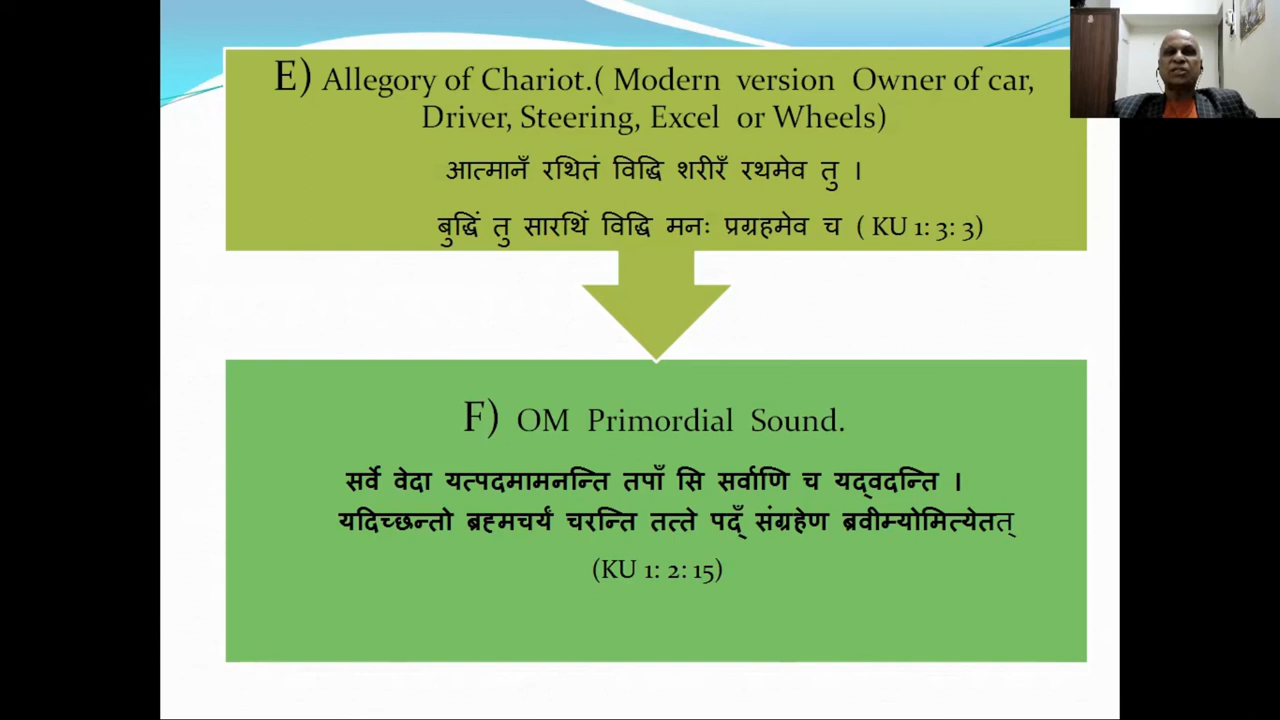 E) Allegory of Chariot.( Modern version Owner of car,
Driver, Steering, Excel or Wheels)
आत्मानँ रथितं विद्धि शरीरँ रथमेव तु ।
बुद्धिं तु सारथिं विद्धि मनः प्रग्रहमेव च ( KU 1: 3: 3)
F) OM Primordial Sound.
सर्वे वेदा यत्पदमामनन्ति तपाँ सि सर्वाणि च यद्वदन्ति ।
यदिच्छन्तो ब्रह्मचर्यं चरन्ति तत्ते पदँ् संग्रहेण ब्रवीम्योमित्येतत्
(KU 1: 2: 15)